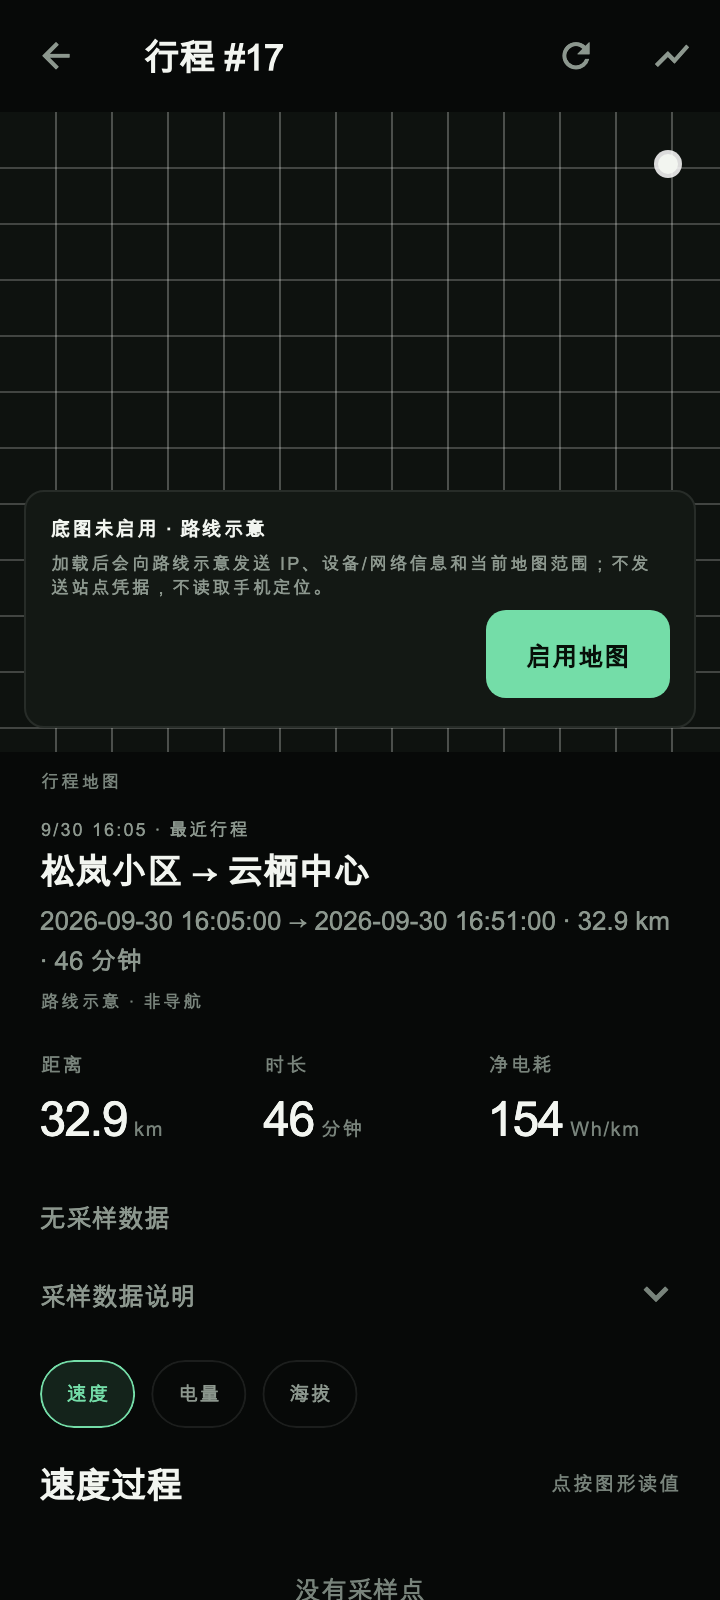 行程 #17
底图未启用 · 路线示意
加载后会向路线示意发送 IP、设备/网络信息和当前地图范围；不发
送站点凭据，不读取手机定位。
启用地图
行程地图
9/30 16:05 · 最近行程
松岚小区 → 云栖中心
2026-09-30 16:05:00 → 2026-09-30 16:51:00 · 32.9 km
· 46 分钟
路线示意 · 非导航
距离 时长 净电耗
32.9 km 46 分钟 154 Wh/km
无采样数据
采样数据说明
速度 电量 海拔
速度过程 点按图形读值
没有采样点